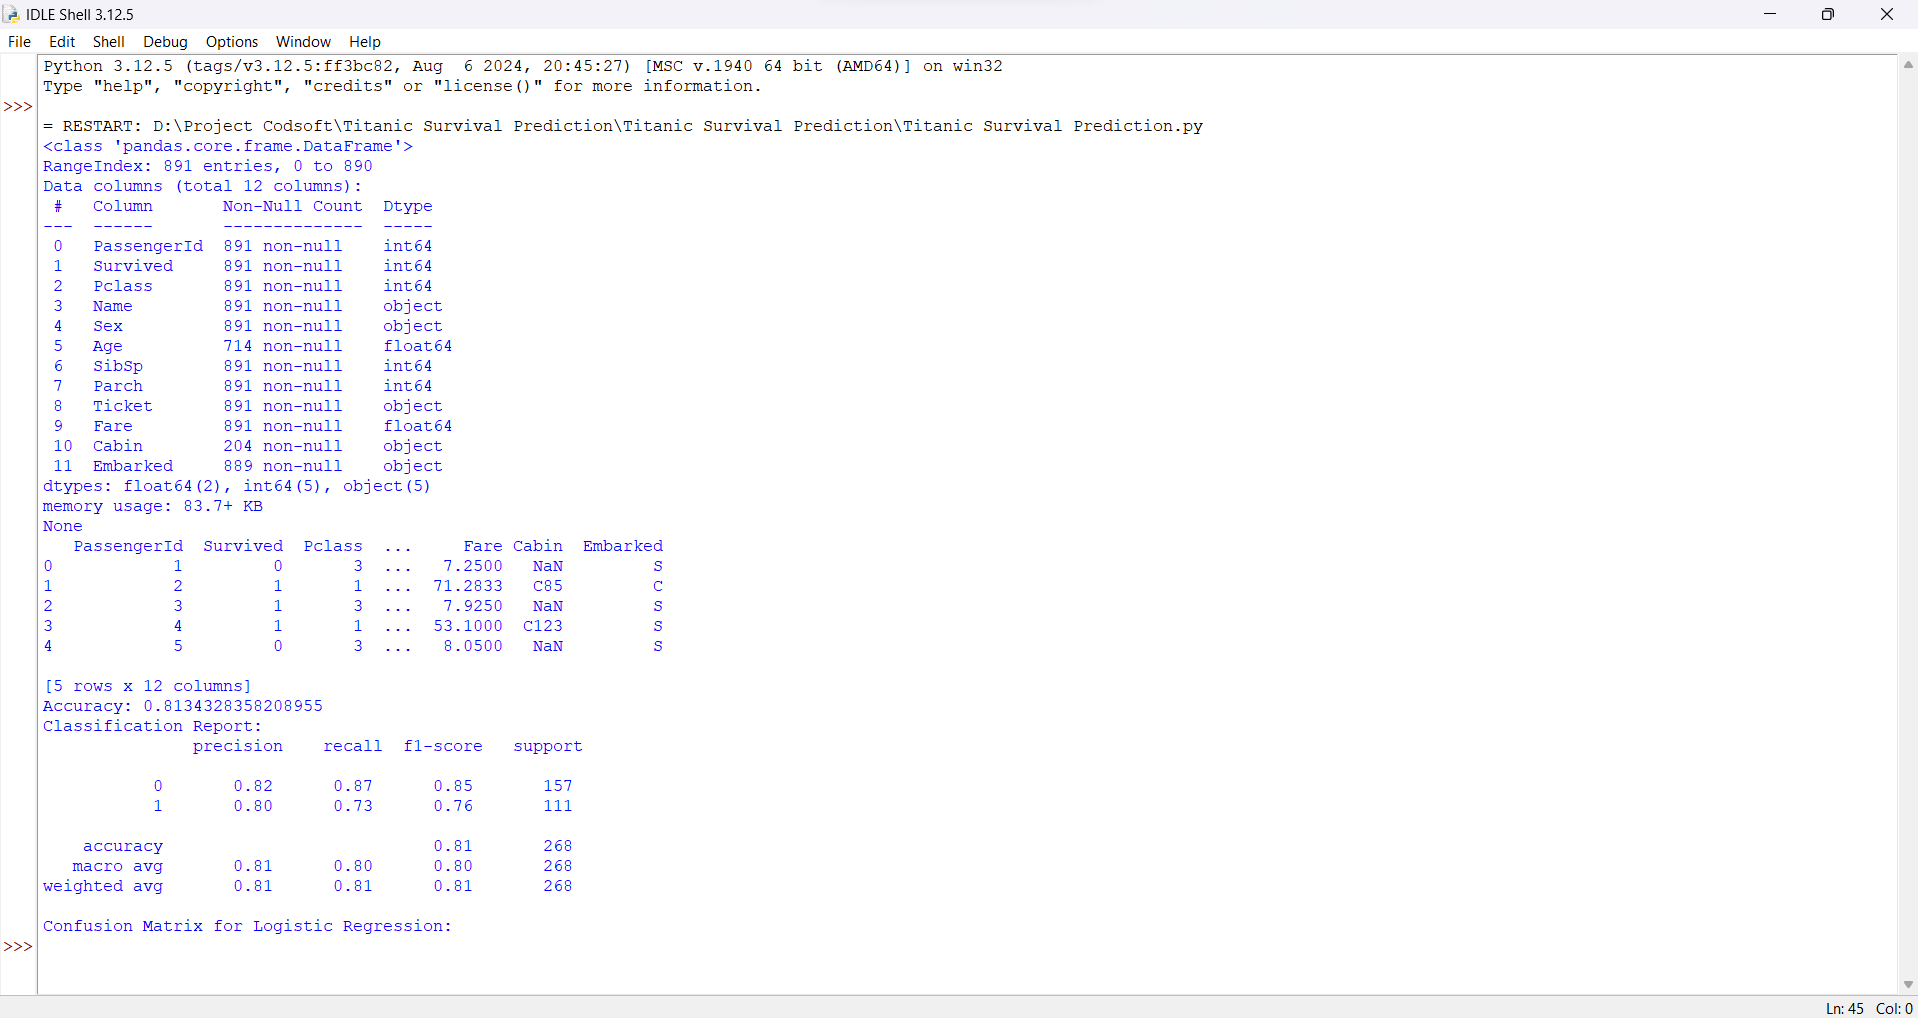 IDLE Shell 3.12.5
File Edit Shell Debug Options Window Help
Python 3.12.5 (tags/v3.12.5:ff3bc82, Aug  6 2024, 20:45:27) [MSC v.1940 64 bit (AMD64)] on win32
Type "help", "copyright", "credits" or "license()" for more information.
>>>
= RESTART: D:\Project Codsoft\Titanic Survival Prediction\Titanic Survival Prediction\Titanic Survival Prediction.py
<class 'pandas.core.frame.DataFrame'>
RangeIndex: 891 entries, 0 to 890
Data columns (total 12 columns):
 #   Column       Non-Null Count  Dtype
---  ------       --------------  -----
 0   PassengerId  891 non-null    int64
 1   Survived     891 non-null    int64
 2   Pclass       891 non-null    int64
 3   Name         891 non-null    object
 4   Sex          891 non-null    object
 5   Age          714 non-null    float64
 6   SibSp        891 non-null    int64
 7   Parch        891 non-null    int64
 8   Ticket       891 non-null    object
 9   Fare         891 non-null    float64
 10  Cabin        204 non-null    object
 11  Embarked     889 non-null    object
dtypes: float64(2), int64(5), object(5)
memory usage: 83.7+ KB
None
   PassengerId  Survived  Pclass  ...     Fare Cabin  Embarked
0            1         0       3  ...   7.2500   NaN         S
1            2         1       1  ...  71.2833   C85         C
2            3         1       3  ...   7.9250   NaN         S
3            4         1       1  ...  53.1000  C123         S
4            5         0       3  ...   8.0500   NaN         S
[5 rows x 12 columns]
Accuracy: 0.8134328358208955
Classification Report:
               precision    recall  f1-score   support
           0       0.82      0.87      0.85       157
           1       0.80      0.73      0.76       111
    accuracy                           0.81       268
   macro avg       0.81      0.80      0.80       268
weighted avg       0.81      0.81      0.81       268
Confusion Matrix for Logistic Regression:
>>>
Ln: 45 Col: 0